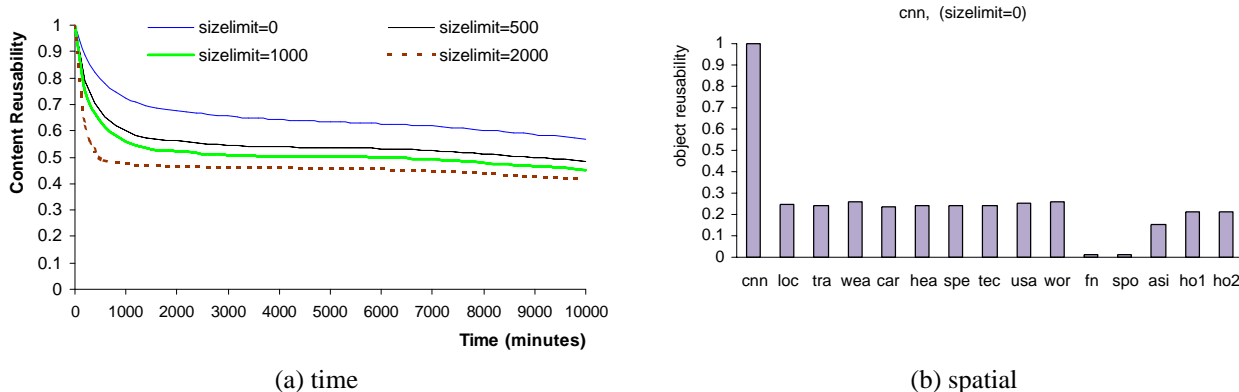 sizelimit=0
sizelimit=500
sizelimit=1000
sizelimit=2000
Content Reusability
1
0.9
0.8
0.7
0.6
0.5
0.4
0.3
0.2
0.1
0
0 1000 2000 3000 4000 5000 6000 7000 8000 9000 10000
Time (minutes)
(a) time
cnn, (sizelimit=0)
object reusability
1
0.9
0.8
0.7
0.6
0.5
0.4
0.3
0.2
0.1
0
cnn loc tra wea car hea spe tec usa wor fn spo asi ho1 ho2
(b) spatial